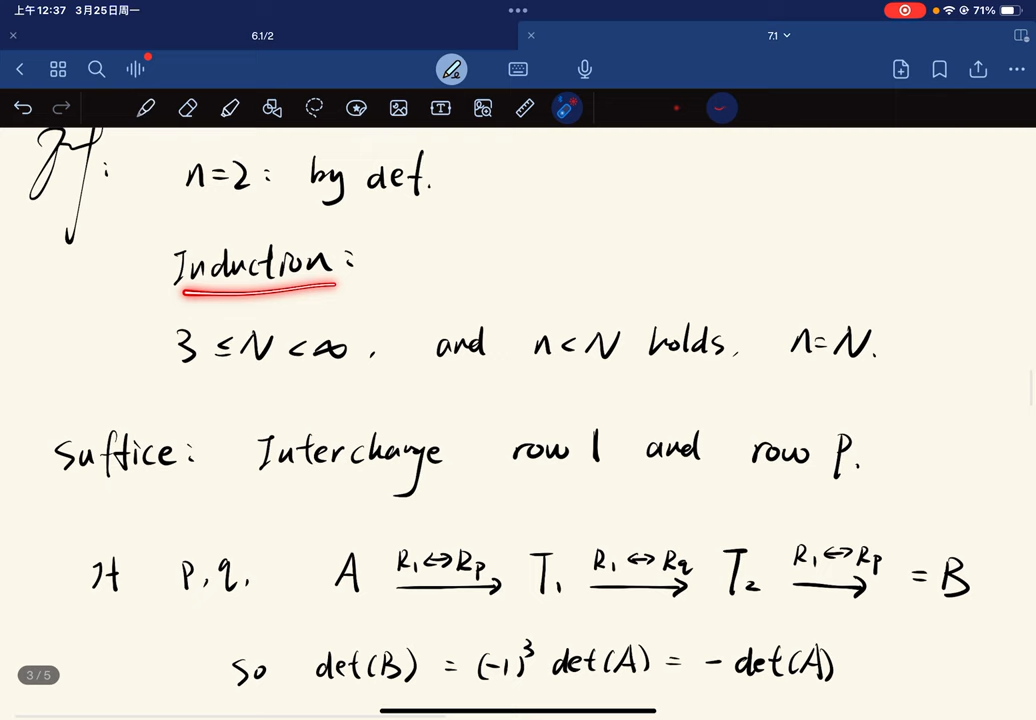 上午12:37 3月25日周一
71%
6.1/2
7.1
Pf: n=2: by def.
Induction:
3 ≤ N < ∞, and n < N holds, n = N.
Suffice: Interchange row 1 and row p.
If p, q, A R₁↔Rp T₁ R₁↔Rq T₂ R₁↔Rp = B
3/5
so det(B) = (-1)³ det(A) = - det(A)